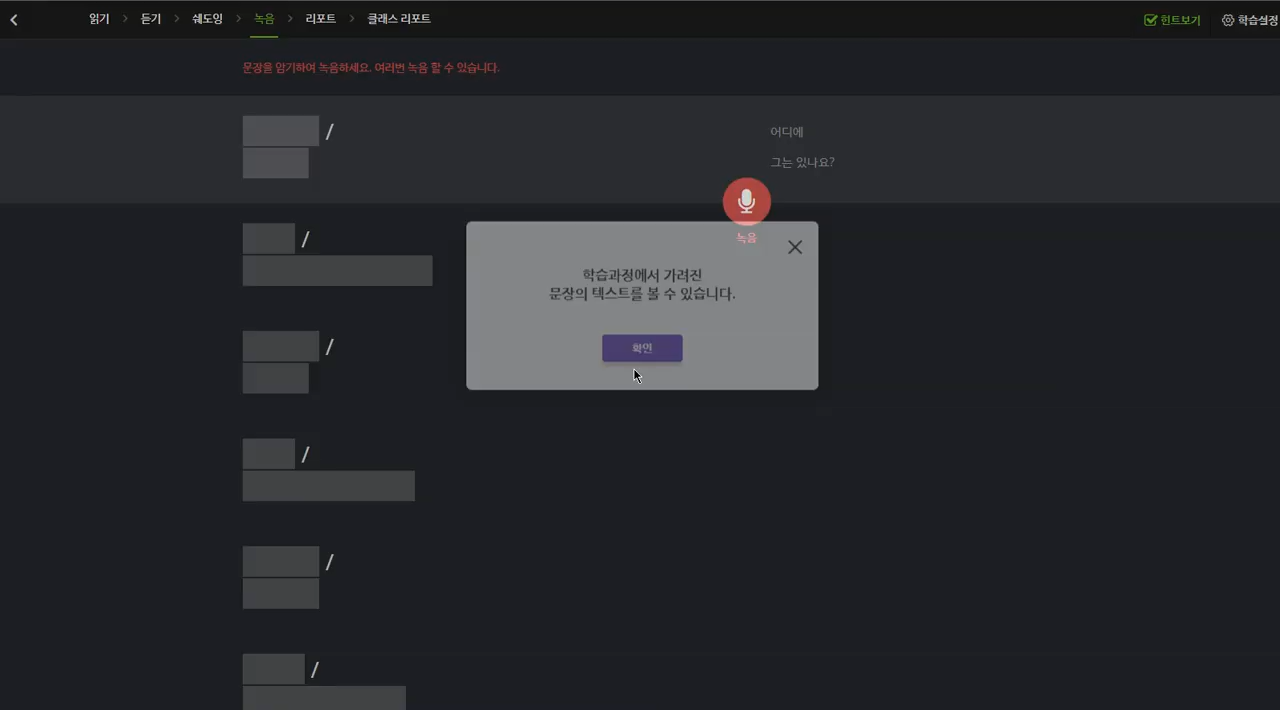 읽기 > 듣기 > 쉐도잉 > 녹음 > 리포트 > 클래스 리포트
힌트보기
학습설정
문장을 암기하여 녹음하세요. 여러번 녹음 할 수 있습니다.
/
어디에
그는 있나요?
녹음
/
학습과정에서 가려진
문장의 텍스트를 볼 수 있습니다.
확인
/
/
/
/